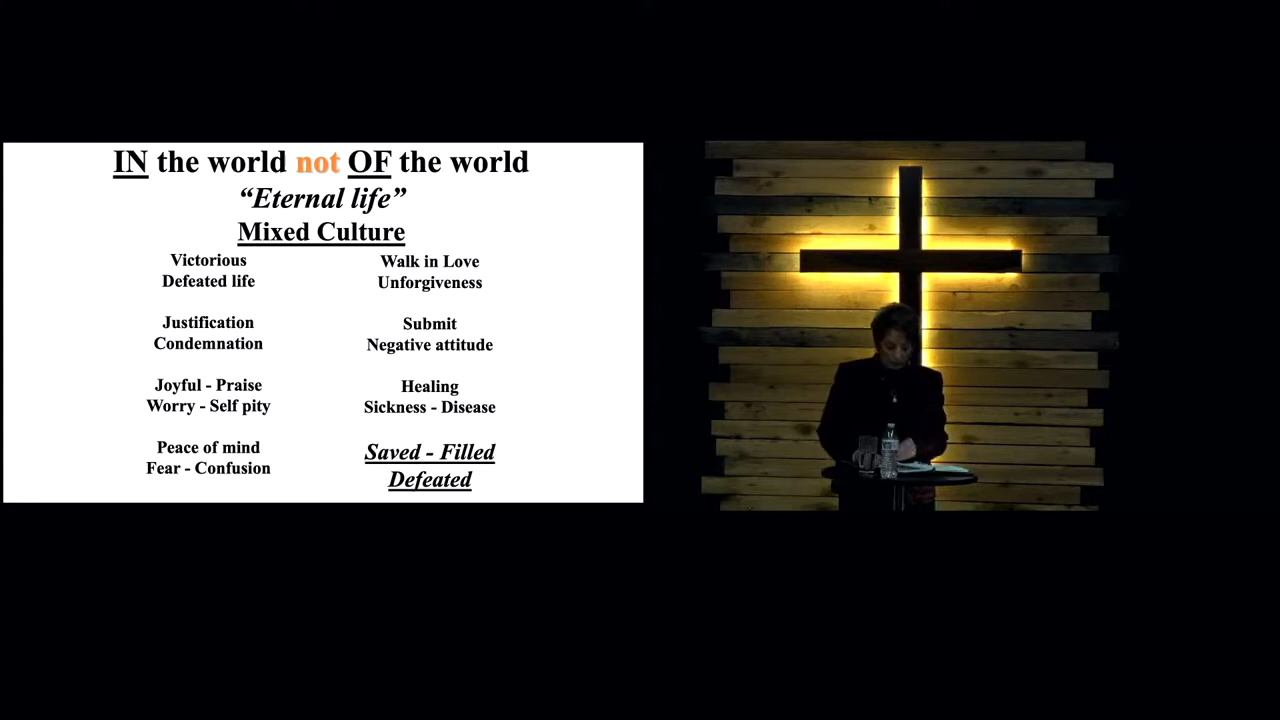 IN the world not OF the world
“Eternal life”
Mixed Culture
Victorious
Defeated life
Justification
Condemnation
Joyful - Praise
Worry - Self pity
Peace of mind
Fear - Confusion
Walk in Love
Unforgiveness
Submit
Negative attitude
Healing
Sickness - Disease
Saved - Filled
Defeated